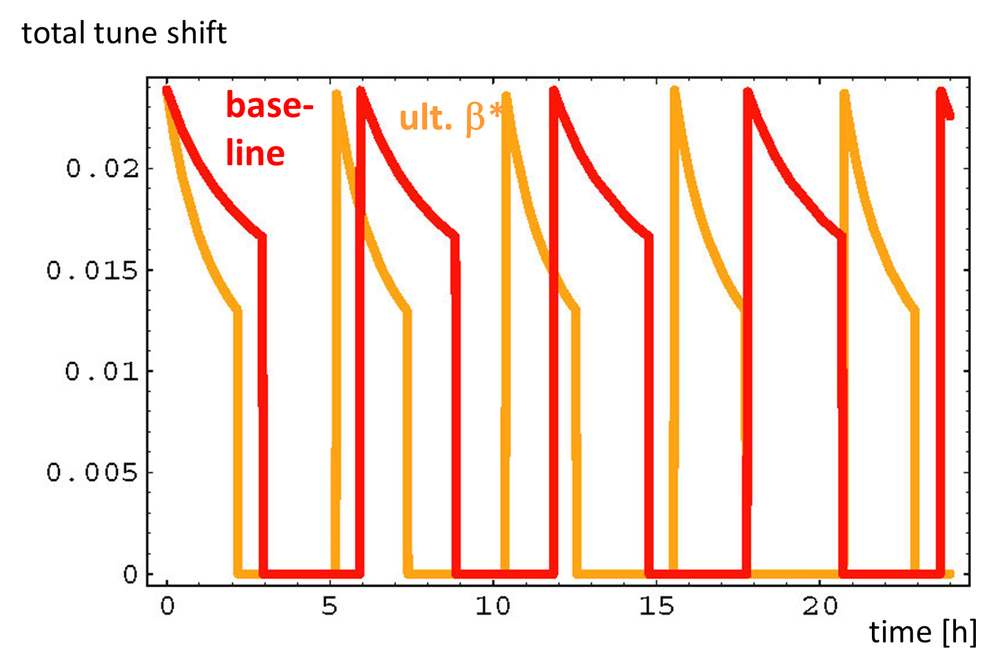 total tune shift
base-
line
ult. β*
0.02
0.015
0.01
0.005
0
0 5 10 15 20
time [h]